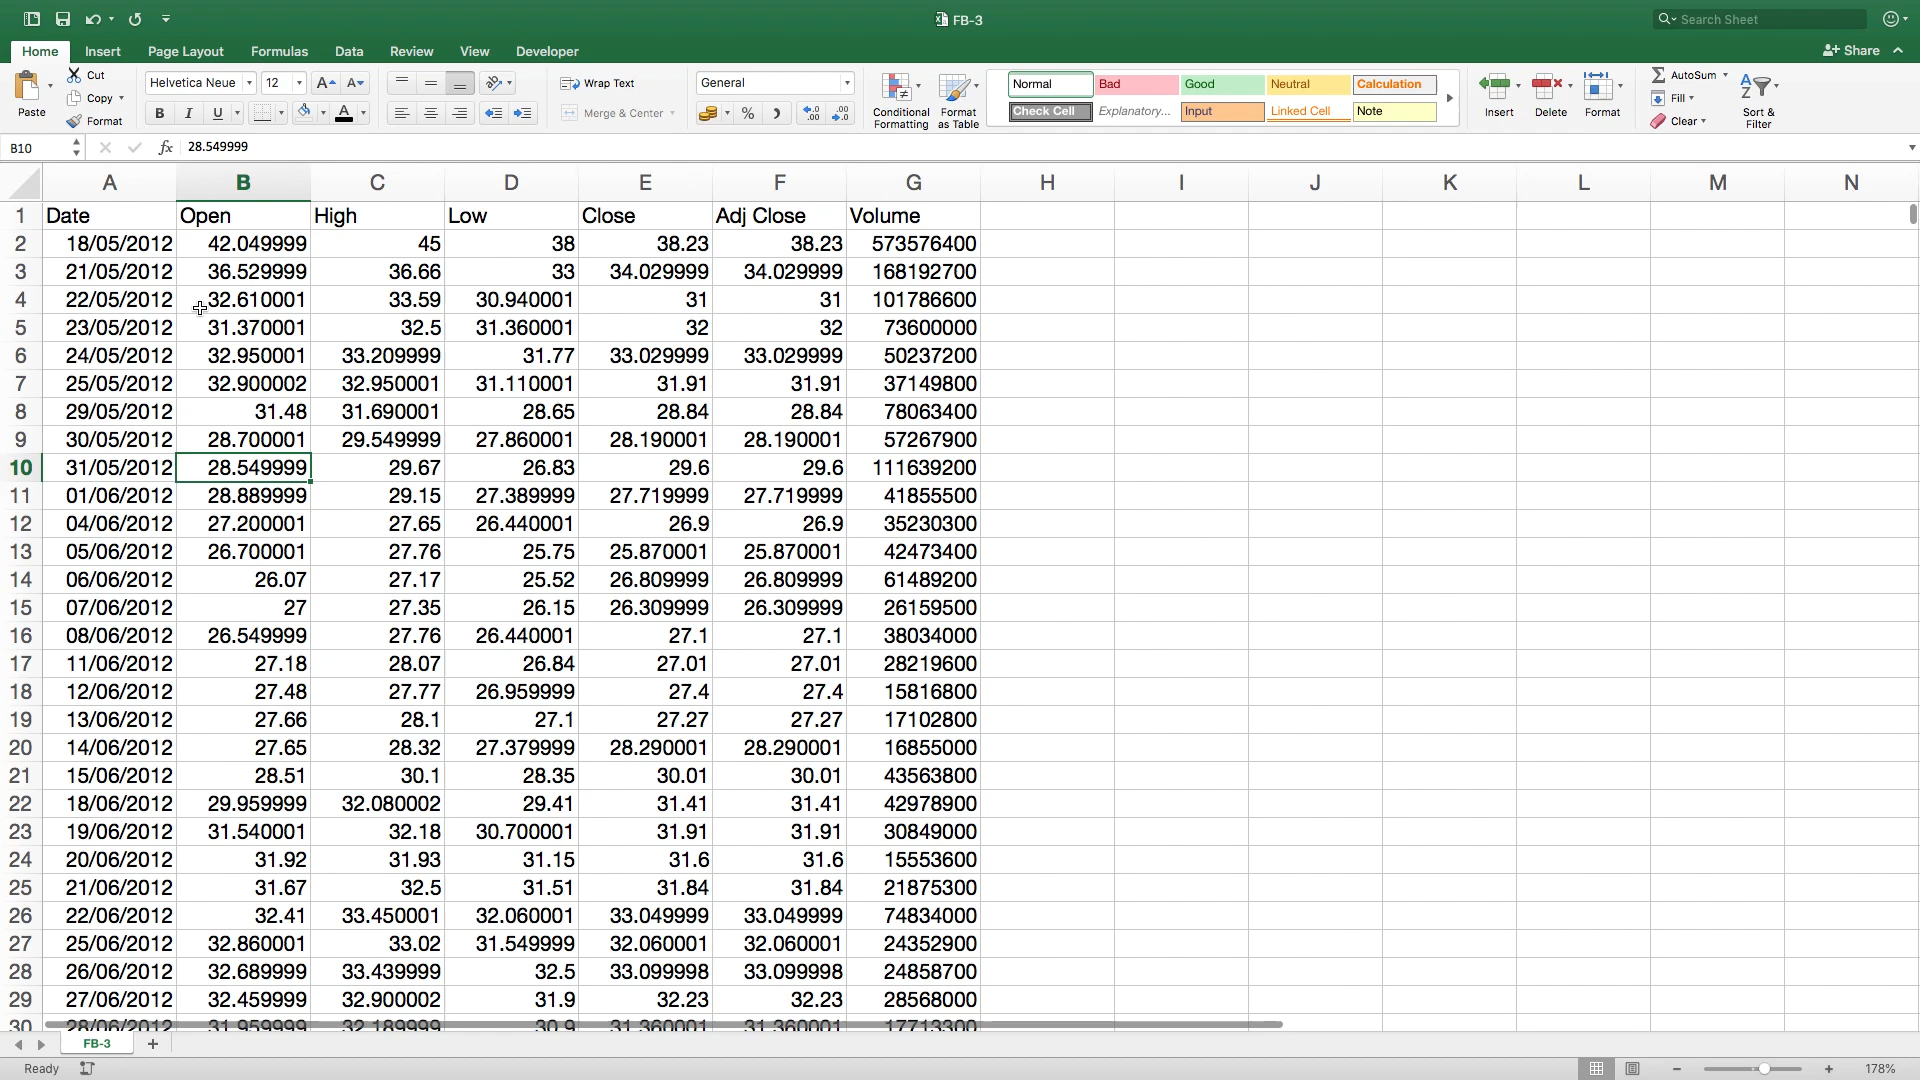 FB-3
Search Sheet
Home Insert Page Layout Formulas Data Review View Developer Share
Paste Cut Copy Format
Helvetica Neue 12
B I U
Wrap Text
Merge & Center
General
Conditional Formatting
Format as Table
Normal Bad Good Neutral Calculation
Check Cell Explanatory... Input Linked Cell Note
Insert Delete Format
AutoSum Fill Clear
Sort & Filter
B10 fx 28.549999
A B C D E F G H I J K L M N
1 Date Open High Low Close Adj Close Volume
2 18/05/2012 42.049999 45 38 38.23 38.23 573576400
3 21/05/2012 36.529999 36.66 33 34.029999 34.029999 168192700
4 22/05/2012 32.610001 33.59 30.940001 31 31 101786600
5 23/05/2012 31.370001 32.5 31.360001 32 32 73600000
6 24/05/2012 32.950001 33.209999 31.77 33.029999 33.029999 50237200
7 25/05/2012 32.900002 32.950001 31.110001 31.91 31.91 37149800
8 29/05/2012 31.48 31.690001 28.65 28.84 28.84 78063400
9 30/05/2012 28.700001 29.549999 27.860001 28.190001 28.190001 57267900
10 31/05/2012 28.549999 29.67 26.83 29.6 29.6 111639200
11 01/06/2012 28.889999 29.15 27.389999 27.719999 27.719999 41855500
12 04/06/2012 27.200001 27.65 26.440001 26.9 26.9 35230300
13 05/06/2012 26.700001 27.76 25.75 25.870001 25.870001 42473400
14 06/06/2012 26.07 27.17 25.52 26.809999 26.809999 61489200
15 07/06/2012 27 27.35 26.15 26.309999 26.309999 26159500
16 08/06/2012 26.549999 27.76 26.440001 27.1 27.1 38034000
17 11/06/2012 27.18 28.07 26.84 27.01 27.01 28219600
18 12/06/2012 27.48 27.77 26.959999 27.4 27.4 15816800
19 13/06/2012 27.66 28.1 27.1 27.27 27.27 17102800
20 14/06/2012 27.65 28.32 27.379999 28.290001 28.290001 16855000
21 15/06/2012 28.51 30.1 28.35 30.01 30.01 43563800
22 18/06/2012 29.959999 32.080002 29.41 31.41 31.41 42978900
23 19/06/2012 31.540001 32.18 30.700001 31.91 31.91 30849000
24 20/06/2012 31.92 31.93 31.15 31.6 31.6 15553600
25 21/06/2012 31.67 32.5 31.51 31.84 31.84 21875300
26 22/06/2012 32.41 33.450001 32.060001 33.049999 33.049999 74834000
27 25/06/2012 32.860001 33.02 31.549999 32.060001 32.060001 24352900
28 26/06/2012 32.689999 33.439999 32.5 33.099998 33.099998 24858700
29 27/06/2012 32.459999 32.900002 31.9 32.23 32.23 28568000
30 28/06/2012 31.959999 32.189999 30.9 31.360001 31.360001 17713300
FB-3
Ready 178%